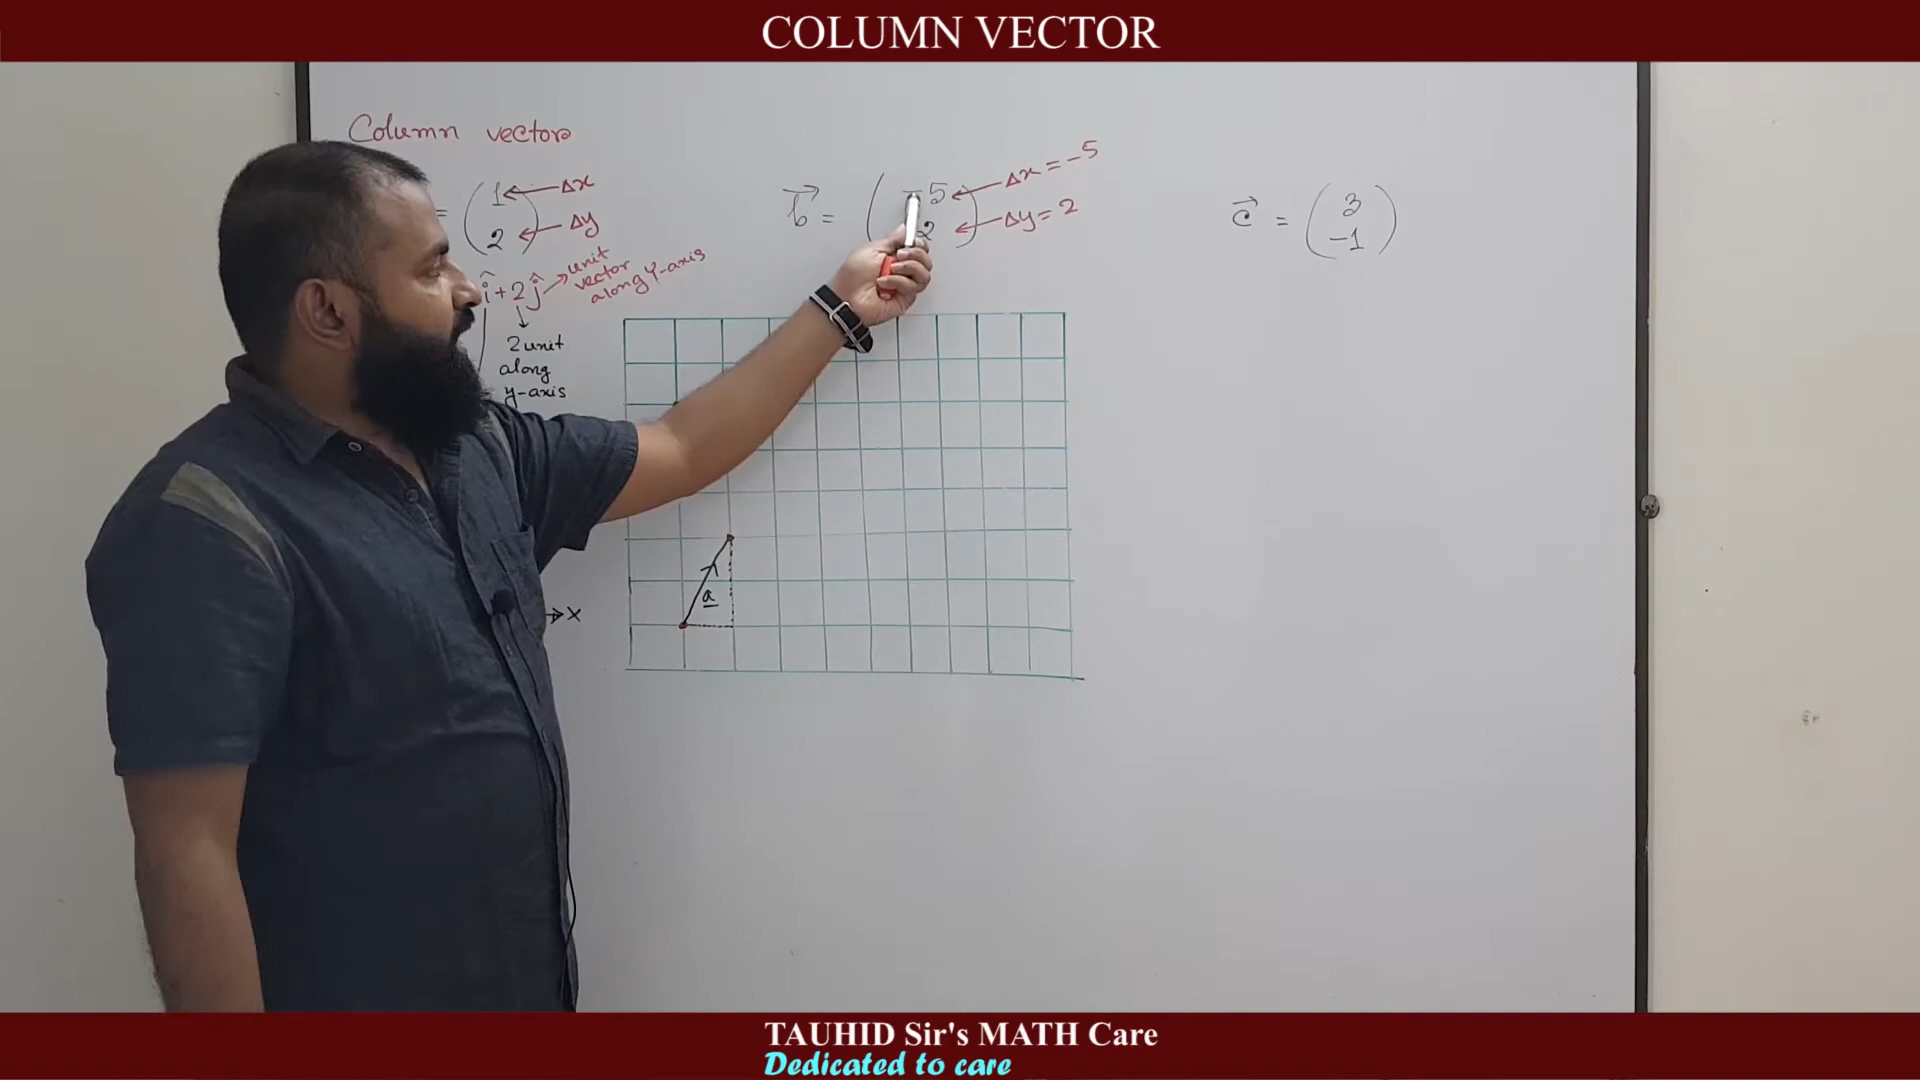 COLUMN VECTOR
Column vector
= (1 ← Δx
2) ← Δy
î + 2ĵ → unit
vector
along Y-axis
2 unit
along
y-axis
→ X
b⃗ = (-5 ← Δx = -5
2) ← Δy = 2
c⃗ = (3
-1)
a
TAUHID Sir's MATH Care
Dedicated to care